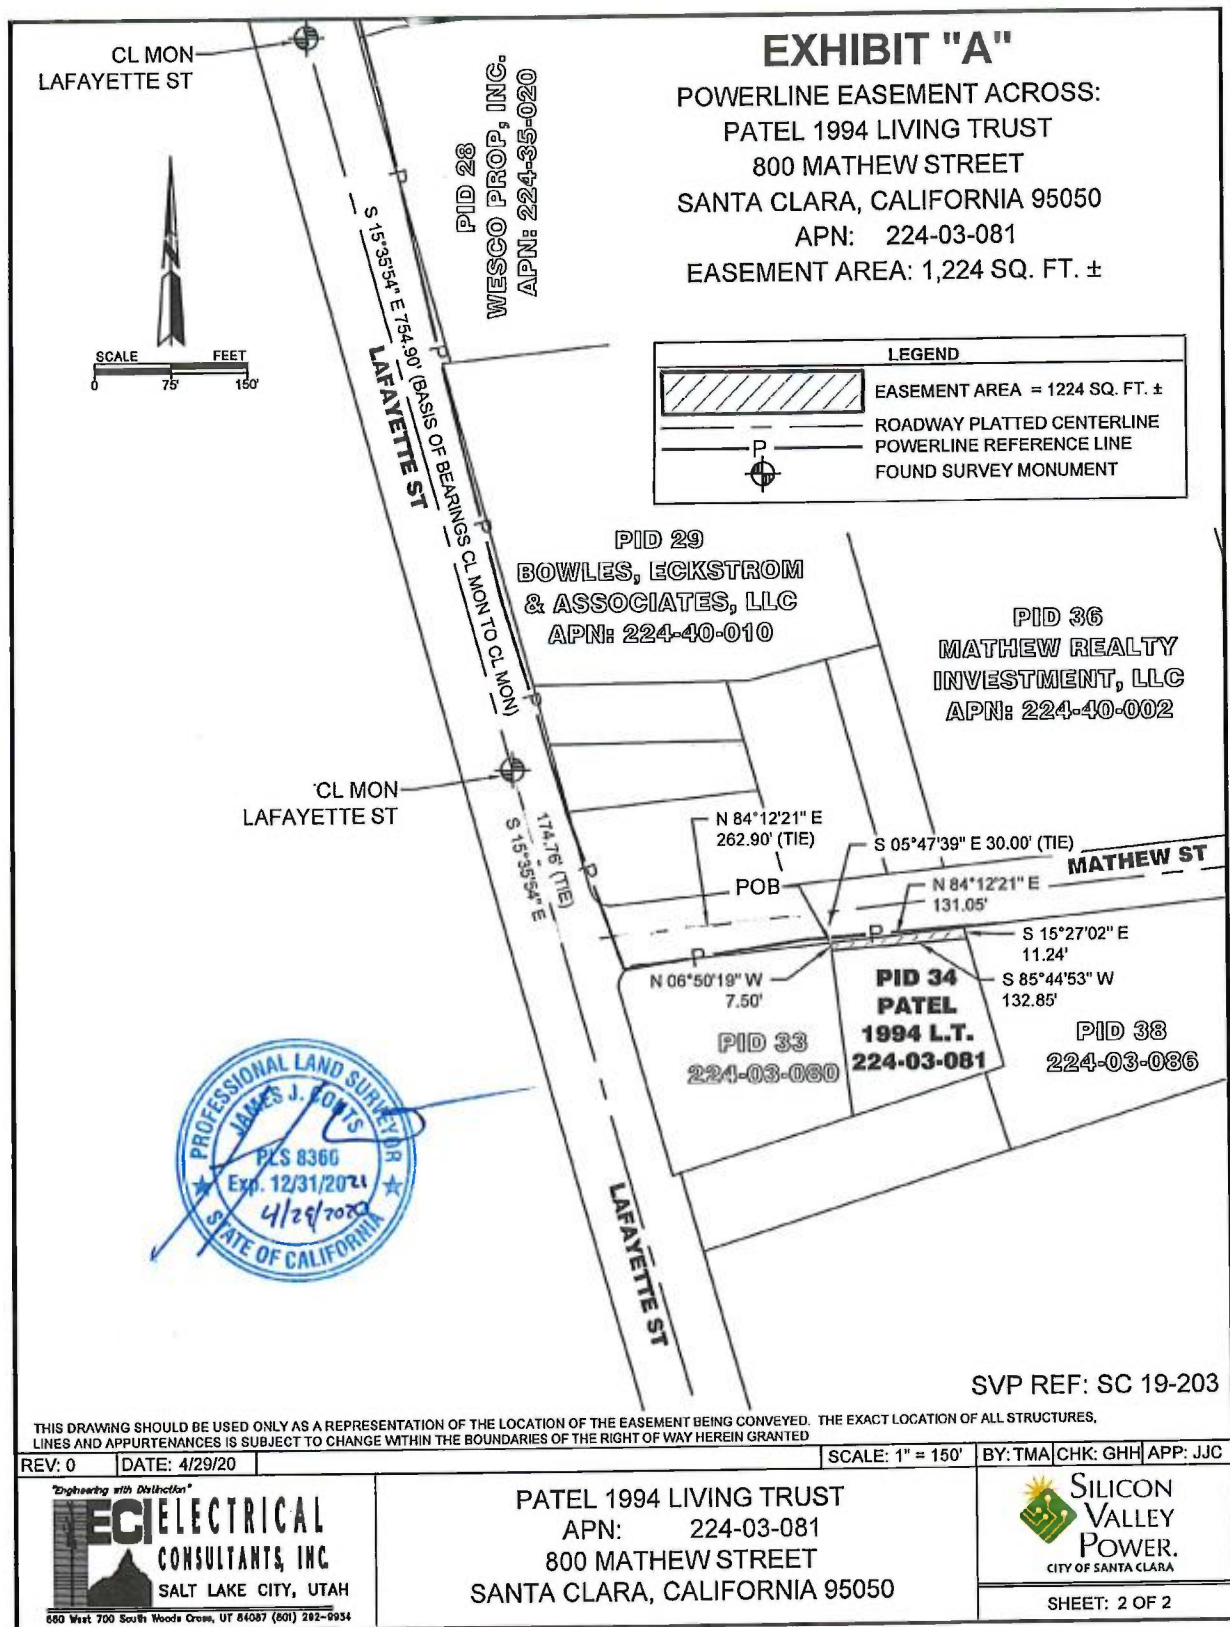 EXHIBIT "A"
POWERLINE EASEMENT ACROSS:
PATEL 1994 LIVING TRUST
800 MATHEW STREET
SANTA CLARA, CALIFORNIA 95050
APN: 224-03-081
EASEMENT AREA: 1,224 SQ. FT. ±
CL MON
LAFAYETTE ST
PID 28
WESCO PROP, INC.
APN: 224-35-020
N
SCALE FEET
0 75' 150'
S 15°35'54" E 754.90' (BASIS OF BEARINGS CL MON TO CL MON)
LAFAYETTE ST
P
P
P
P
LEGEND
EASEMENT AREA = 1224 SQ. FT. ±
ROADWAY PLATTED CENTERLINE
P POWERLINE REFERENCE LINE
FOUND SURVEY MONUMENT
PID 29
BOWLES, ECKSTROM
& ASSOCIATES, LLC
APN: 224-40-010
PID 36
MATHEW REALTY
INVESTMENT, LLC
APN: 224-40-002
CL MON
LAFAYETTE ST
174.76' (TIE)
S 15°35'54" E
P
N 84°12'21" E
262.90' (TIE)
S 05°47'39" E 30.00' (TIE)
MATHEW ST
POB
N 84°12'21" E
131.05'
P
P
S 15°27'02" E
11.24'
N 06°50'19" W
7.50'
S 85°44'53" W
132.85'
PID 34
PATEL
1994 L.T.
224-03-081
PID 33
224-03-080
PID 38
224-03-086
PROFESSIONAL LAND SURVEYOR
JAMES J. COUTS
PLS 8360
Exp. 12/31/2021
4/29/2020
STATE OF CALIFORNIA
LAFAYETTE ST
SVP REF: SC 19-203
THIS DRAWING SHOULD BE USED ONLY AS A REPRESENTATION OF THE LOCATION OF THE EASEMENT BEING CONVEYED. THE EXACT LOCATION OF ALL STRUCTURES,
LINES AND APPURTENANCES IS SUBJECT TO CHANGE WITHIN THE BOUNDARIES OF THE RIGHT OF WAY HEREIN GRANTED
REV: 0 DATE: 4/29/20 SCALE: 1" = 150' BY: TMA CHK: GHH APP: JJC
"Engineering with Distinction"
ECI ELECTRICAL
CONSULTANTS, INC.
SALT LAKE CITY, UTAH
660 West 700 South Woods Cross, UT 84087 (801) 292-9954
PATEL 1994 LIVING TRUST
APN: 224-03-081
800 MATHEW STREET
SANTA CLARA, CALIFORNIA 95050
SILICON
VALLEY
POWER.
CITY OF SANTA CLARA
SHEET: 2 OF 2